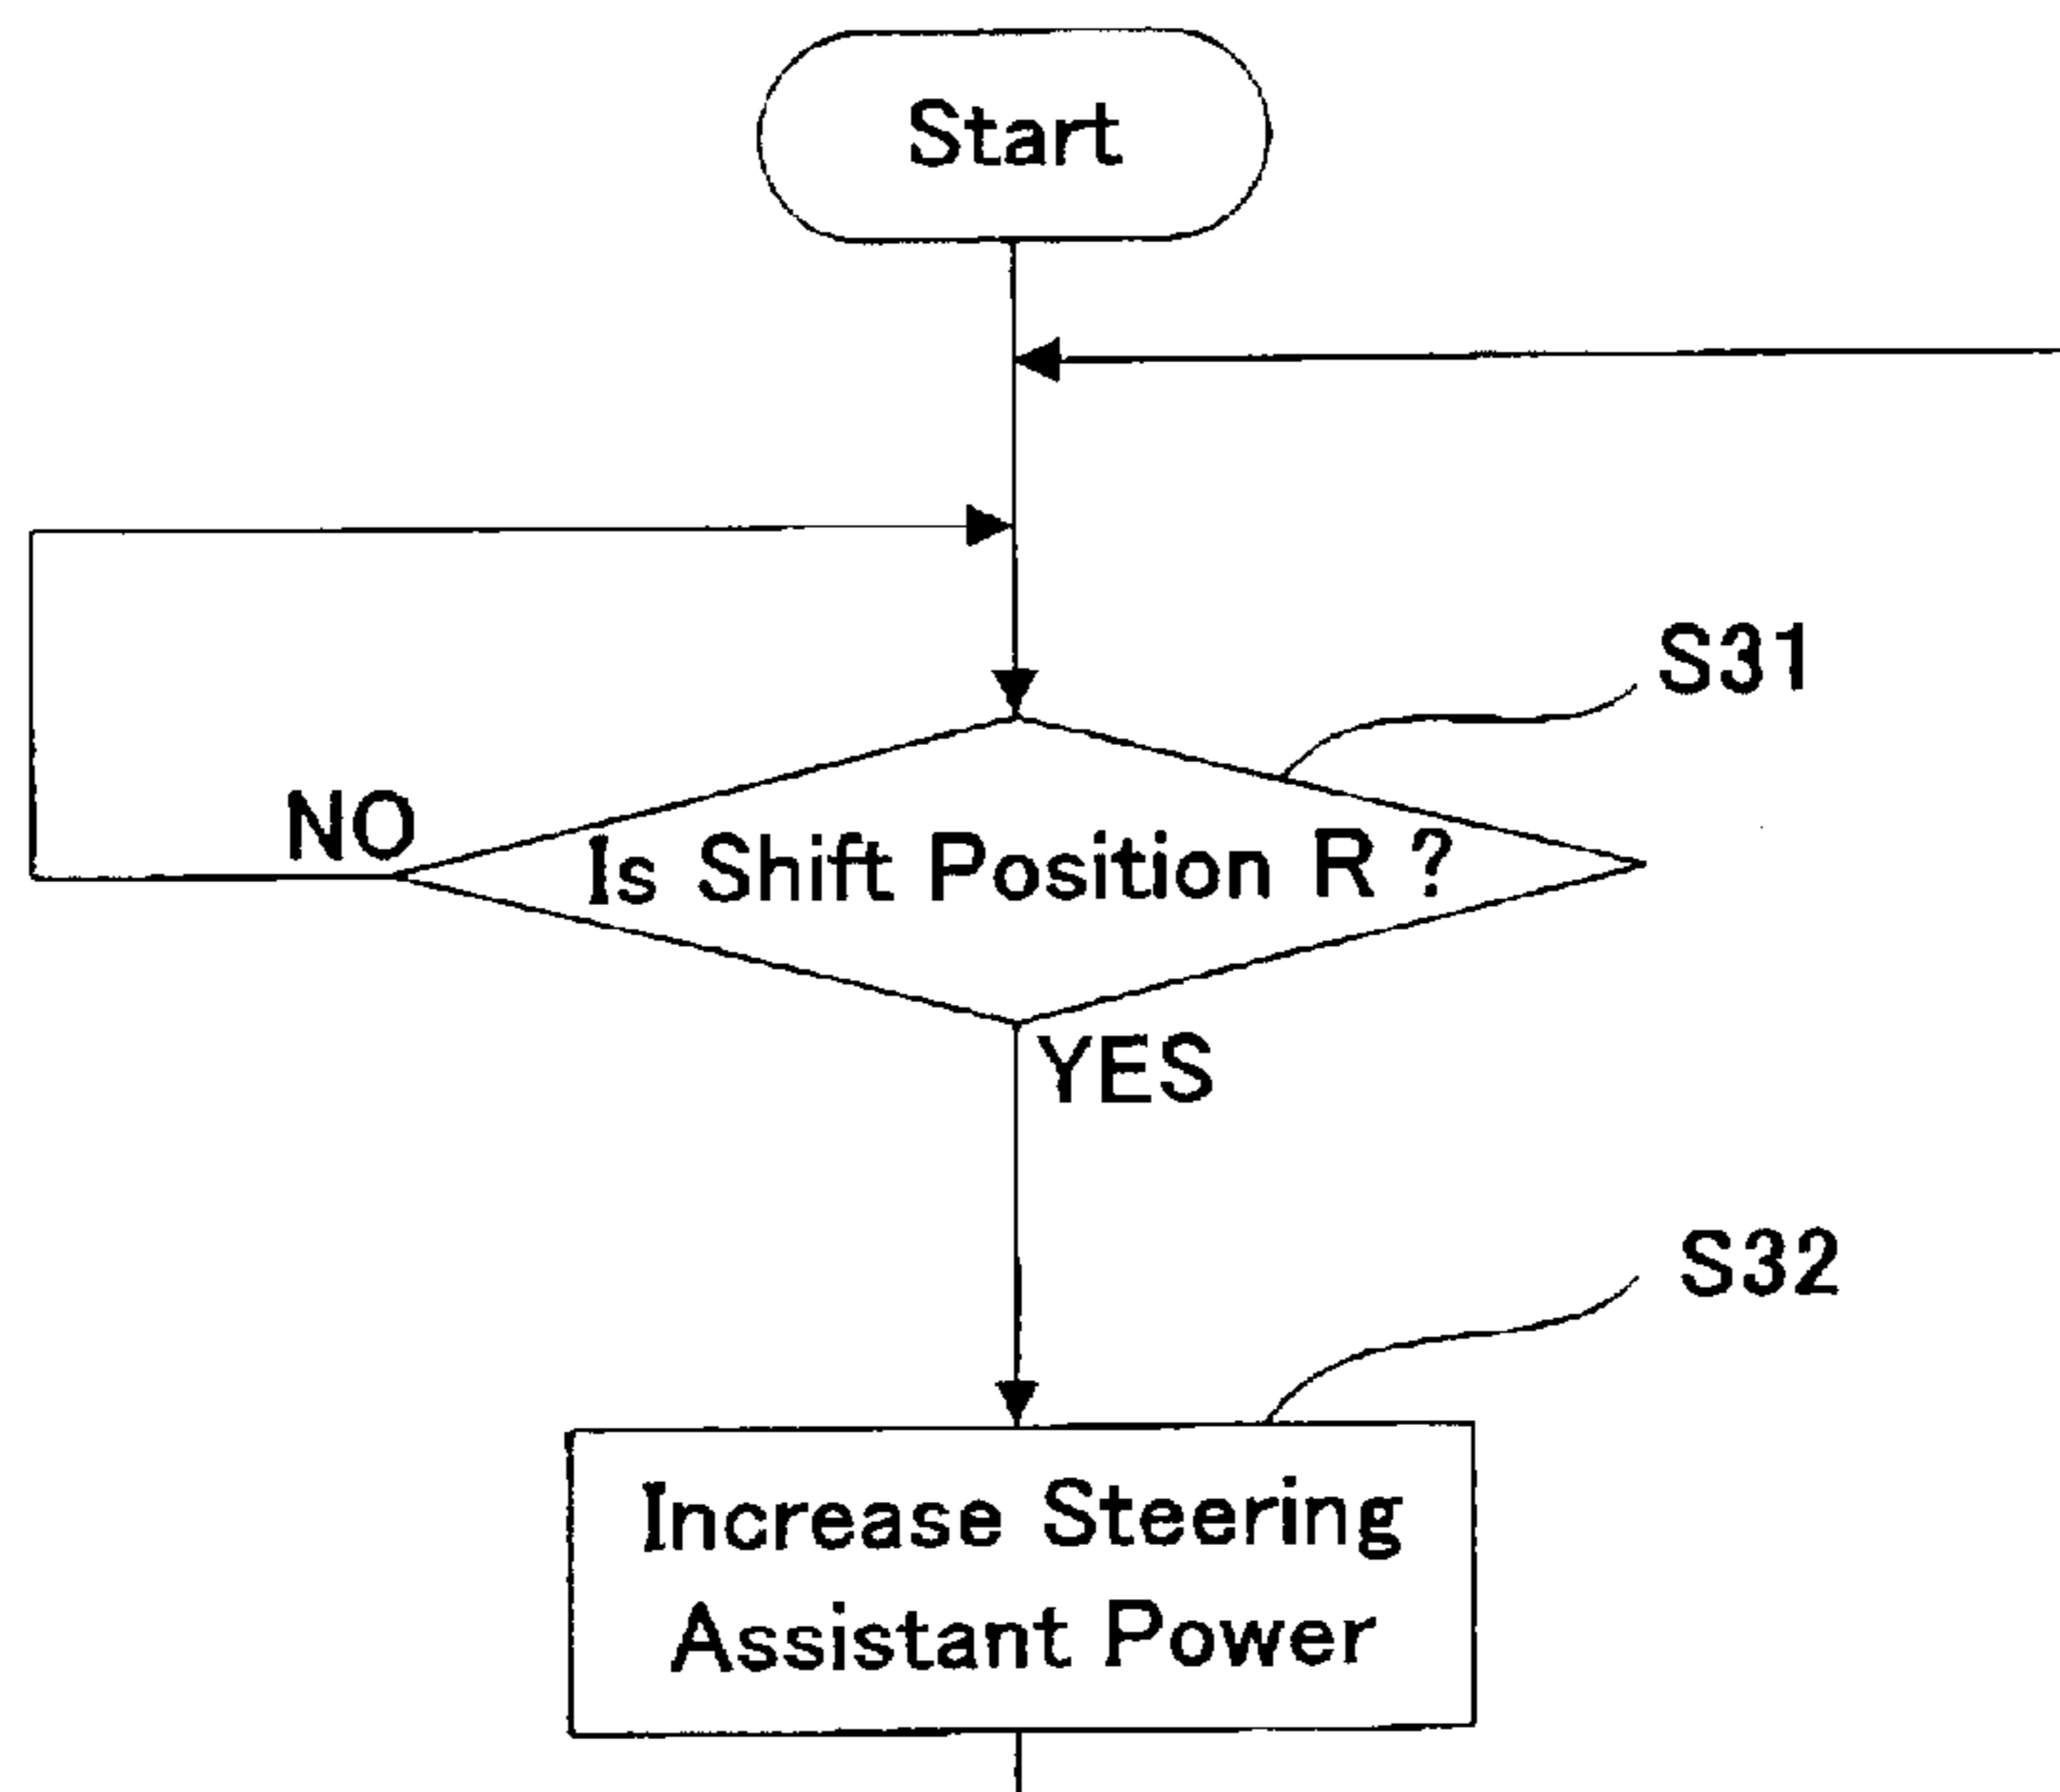 Start
S31
NO
Is Shift Position R ?
YES
S32
Increase Steering
Assistant Power